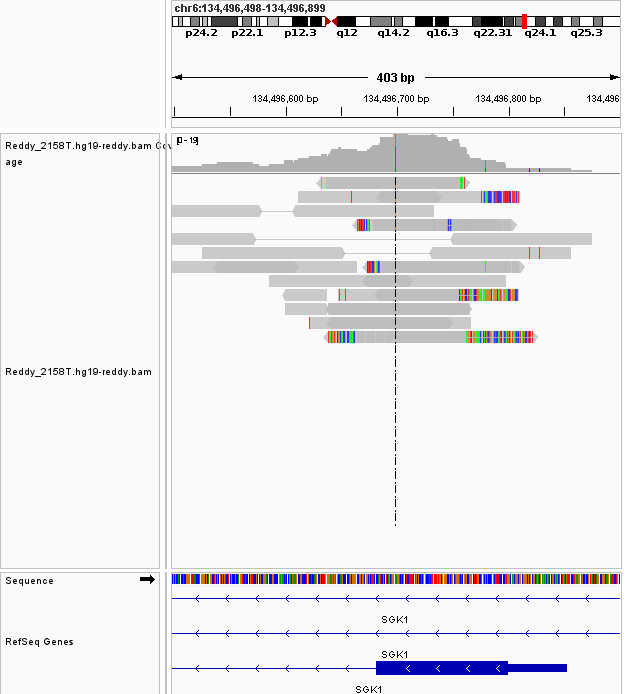 chr6:134,496,498-134,496,899
p24.2 p22.1 p12.3 q12 q14.2 q16.3 q22.31 q24.1 q25.3
403 bp
134,496,600 bp 134,496,700 bp 134,496,800 bp 134,496
Reddy_2158T.hg19-reddy.bam Cov
age
[0 - 19]
Reddy_2158T.hg19-reddy.bam
Sequence
SGK1
RefSeq Genes
SGK1
SGK1